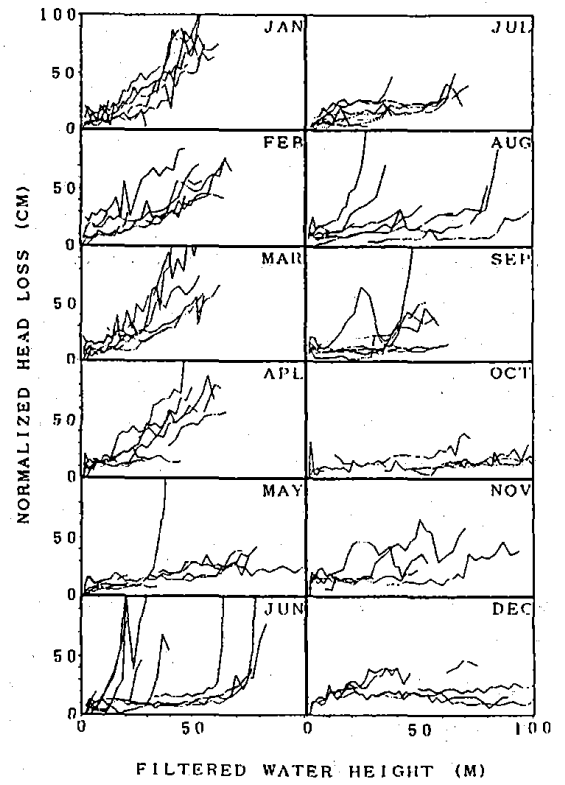 100
50
0
JAN
JUL
50
0
FEB
AUG
50
0
MAR
SEP
50
0
APL
OCT
50
0
MAY
NOV
50
0
JUN
DEC
0
50
0
50
100
NORMALIZED HEAD LOSS (CM)
FILTERED WATER HEIGHT (M)